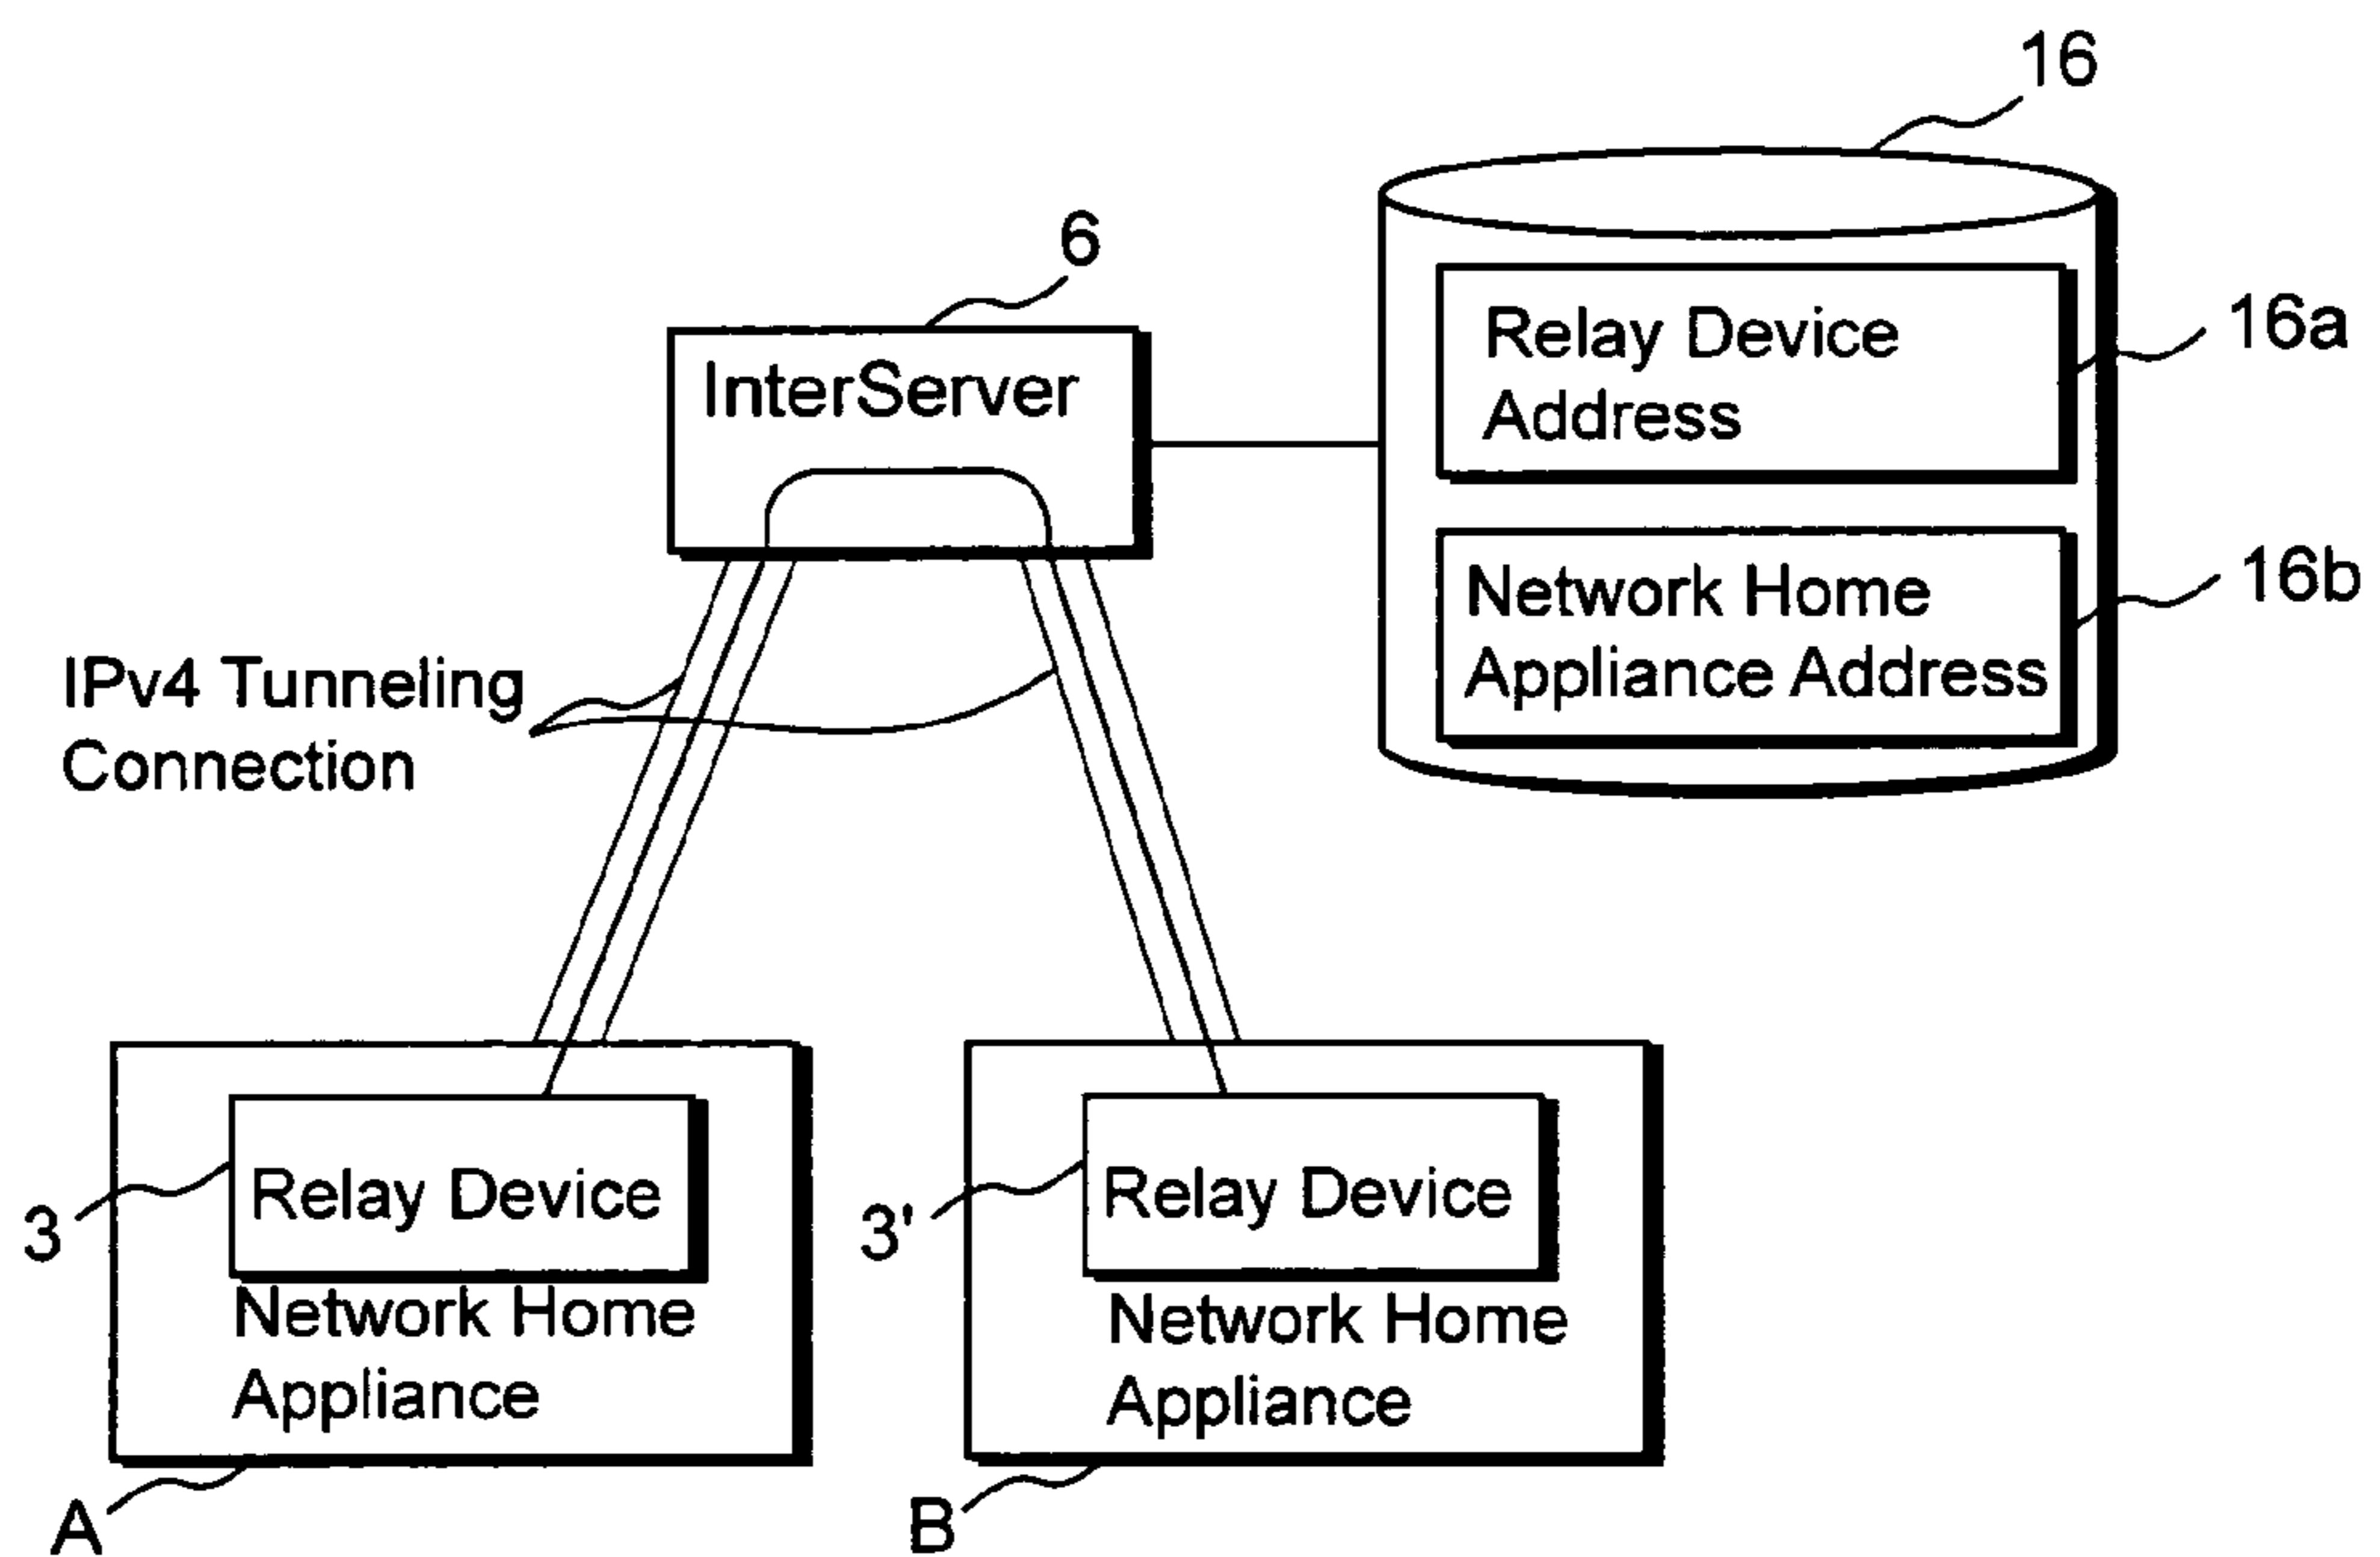 16
6
InterServer
Relay Device
Address
16a
Network Home
Appliance Address
16b
IPv4 Tunneling
Connection
3
Relay Device
Network Home
Appliance
A
3'
Relay Device
Network Home
Appliance
B